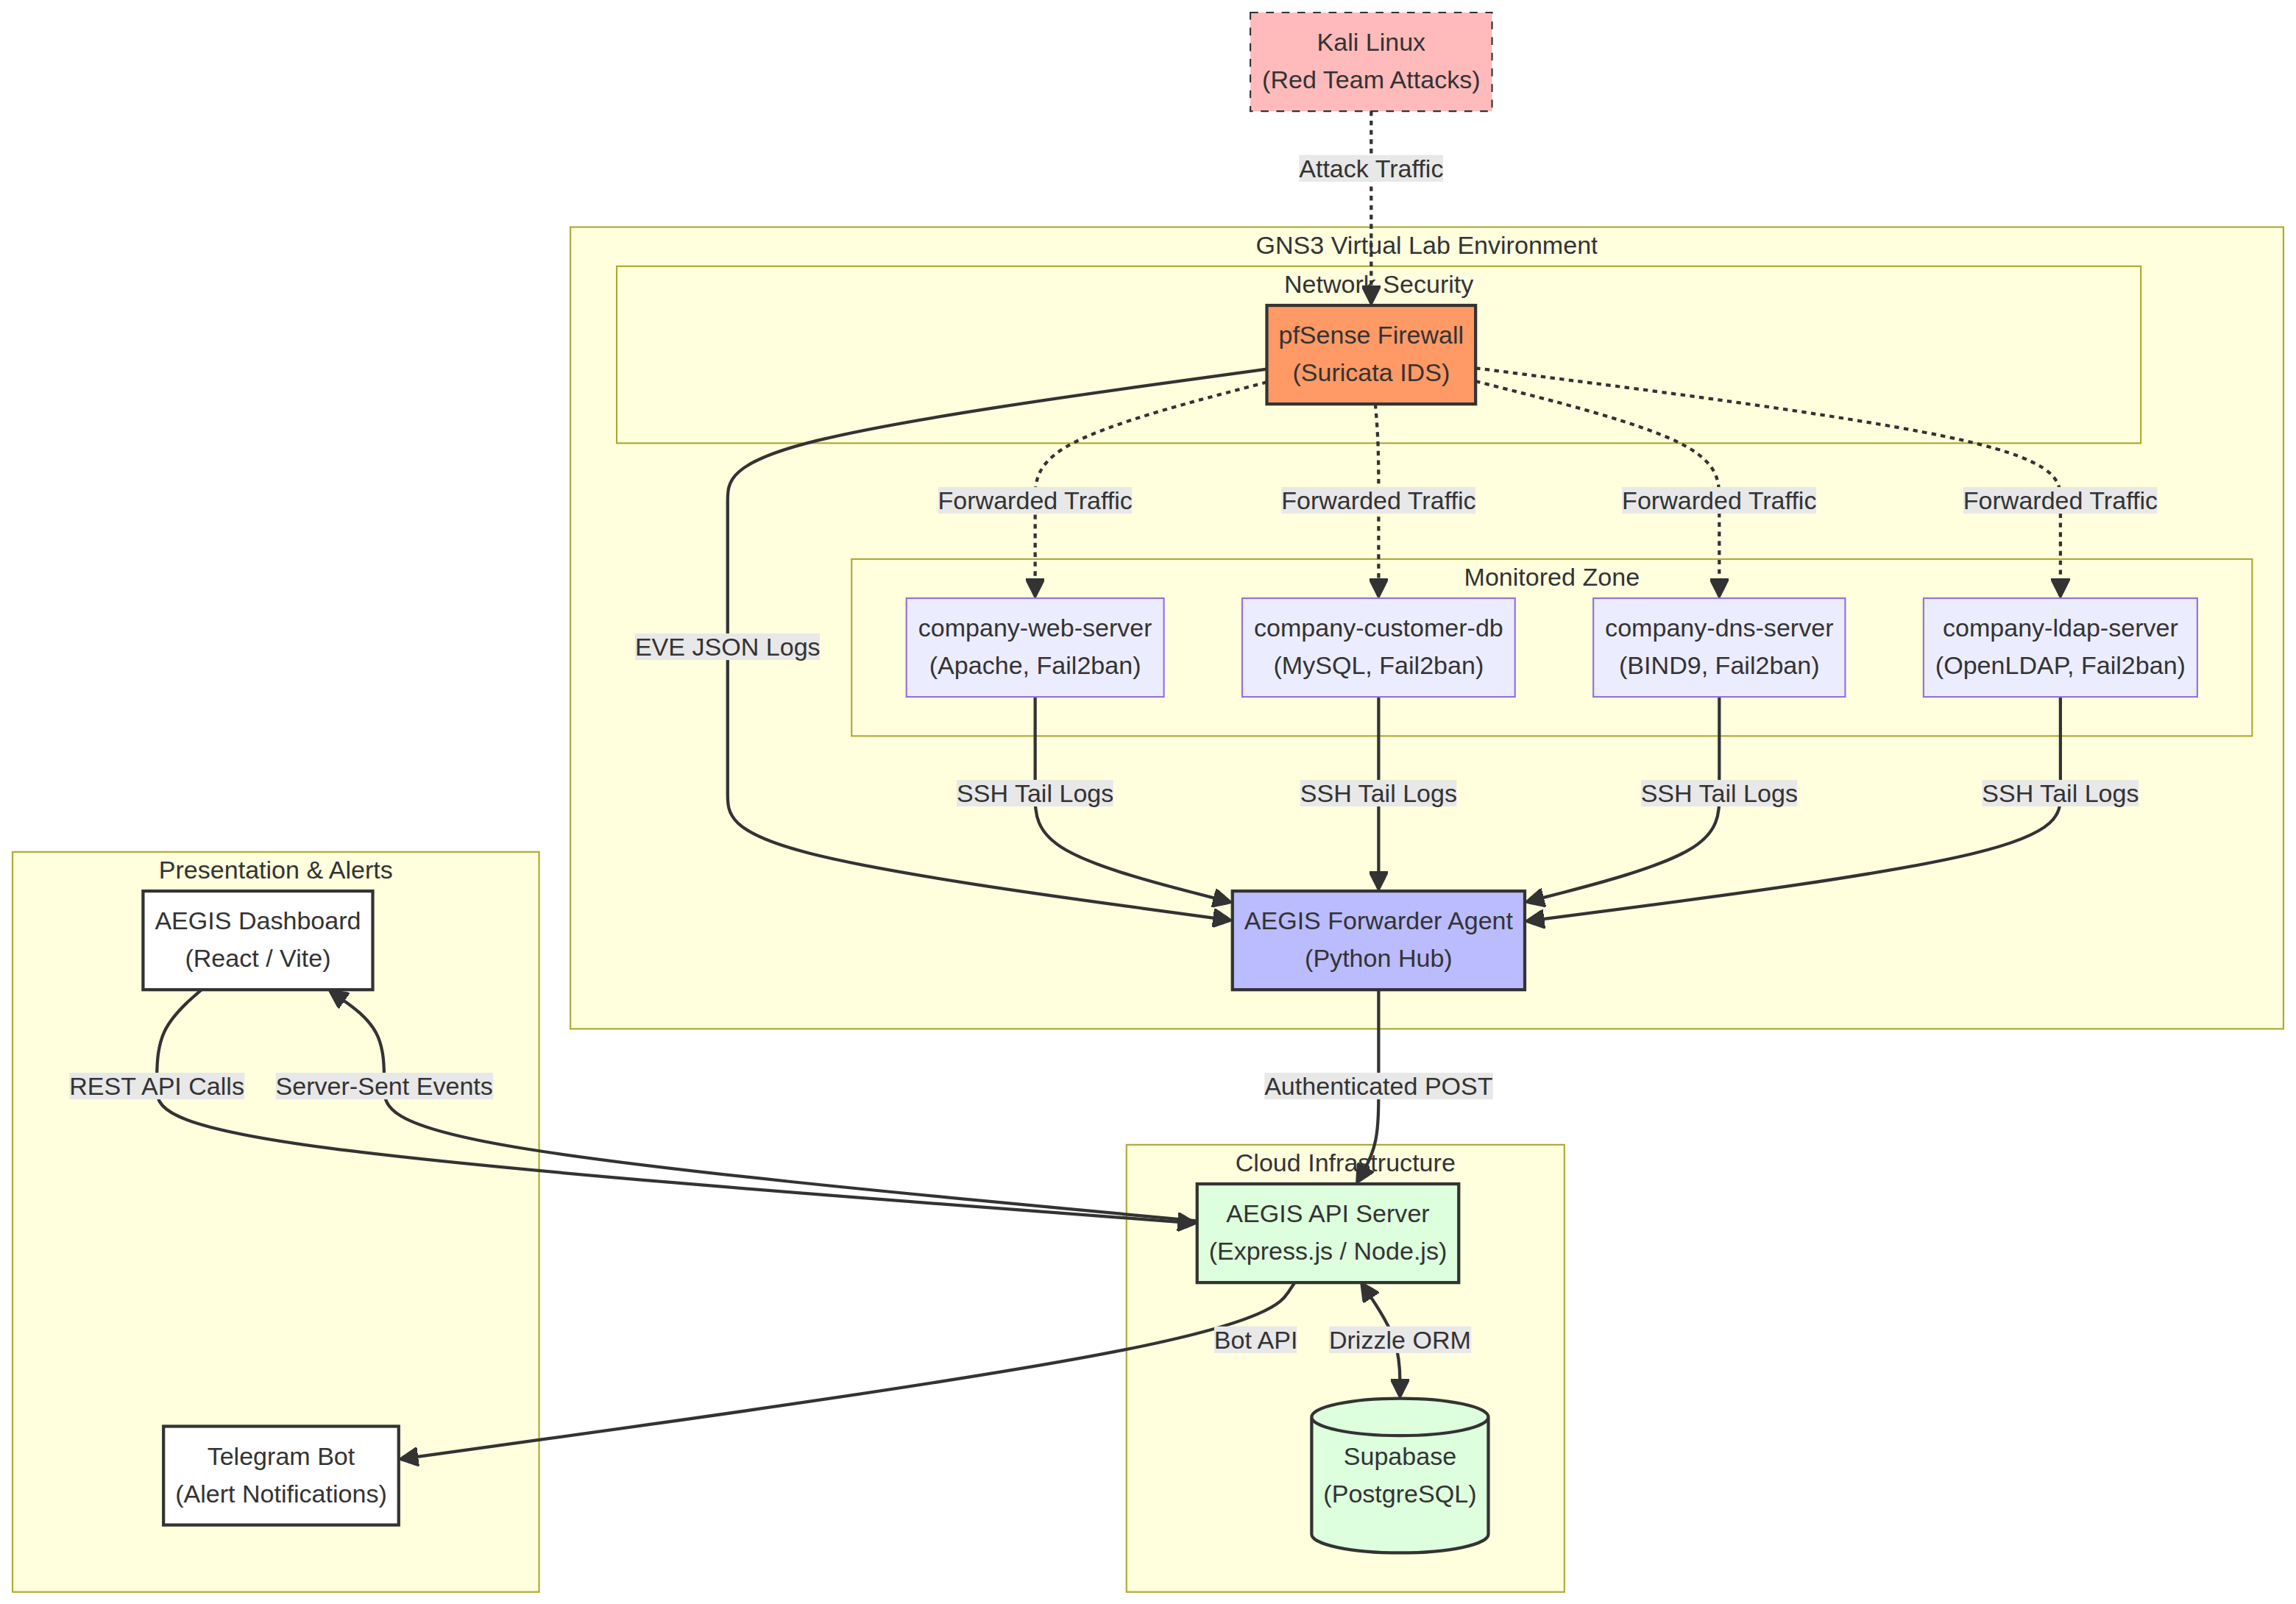 Kali Linux
(Red Team Attacks)
Attack Traffic
GNS3 Virtual Lab Environment
Network Security
pfSense Firewall
(Suricata IDS)
Forwarded Traffic
Forwarded Traffic
Forwarded Traffic
Forwarded Traffic
Monitored Zone
EVE JSON Logs
company-web-server
(Apache, Fail2ban)
company-customer-db
(MySQL, Fail2ban)
company-dns-server
(BIND9, Fail2ban)
company-ldap-server
(OpenLDAP, Fail2ban)
SSH Tail Logs
SSH Tail Logs
SSH Tail Logs
SSH Tail Logs
Presentation & Alerts
AEGIS Dashboard
(React / Vite)
AEGIS Forwarder Agent
(Python Hub)
REST API Calls
Server-Sent Events
Authenticated POST
Cloud Infrastructure
AEGIS API Server
(Express.js / Node.js)
Bot API
Drizzle ORM
Telegram Bot
(Alert Notifications)
Supabase
(PostgreSQL)